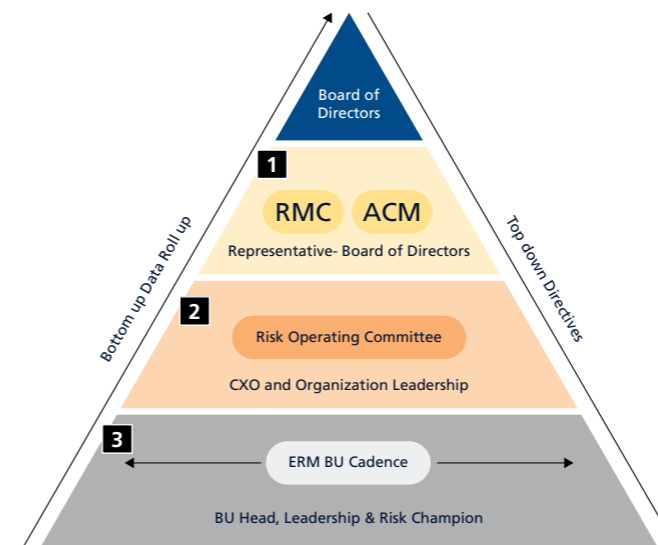 Board of
Directors
1
RMC ACM
Representative- Board of Directors
Bottom up Data Roll up
Top down Directives
2
Risk Operating Committee
CXO and Organization Leadership
3
ERM BU Cadence
BU Head, Leadership & Risk Champion